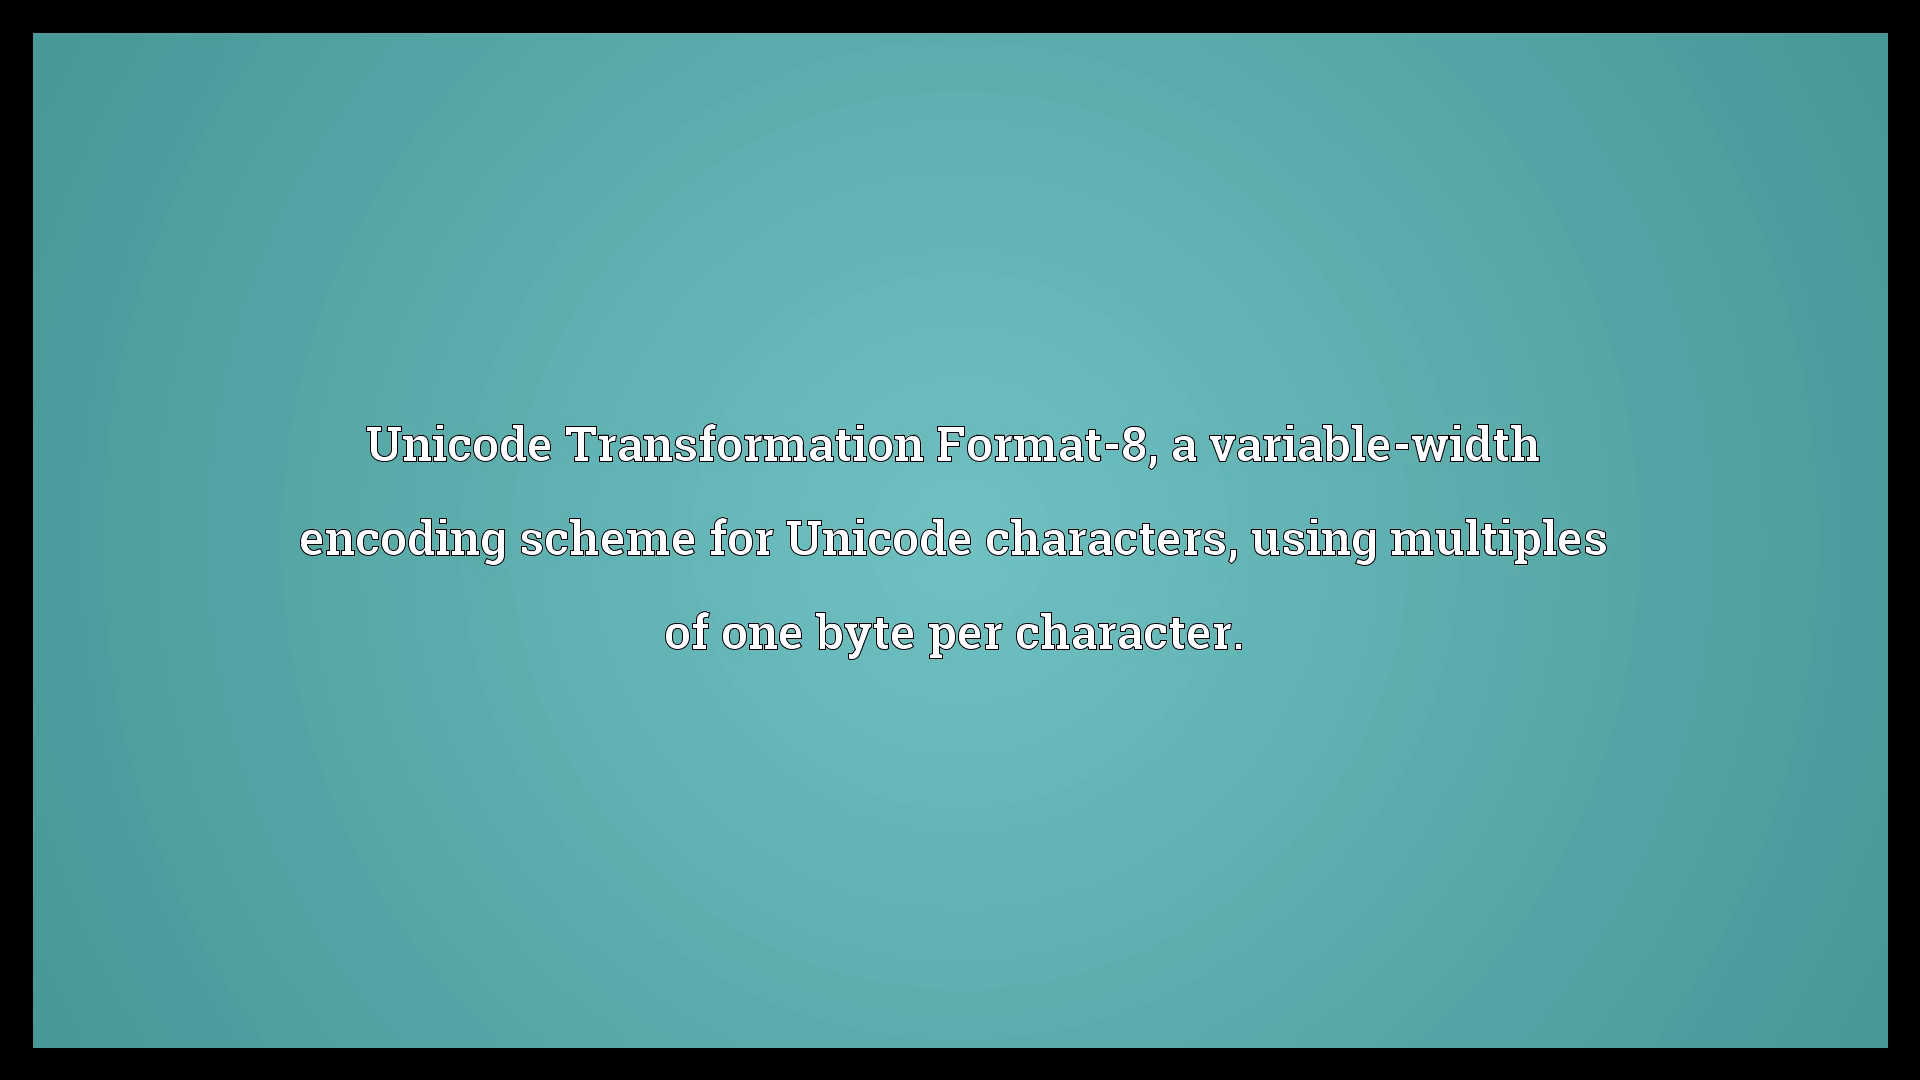 Unicode Transformation Format-8, a variable-width
encoding scheme for Unicode characters, using multiples
of one byte per character.